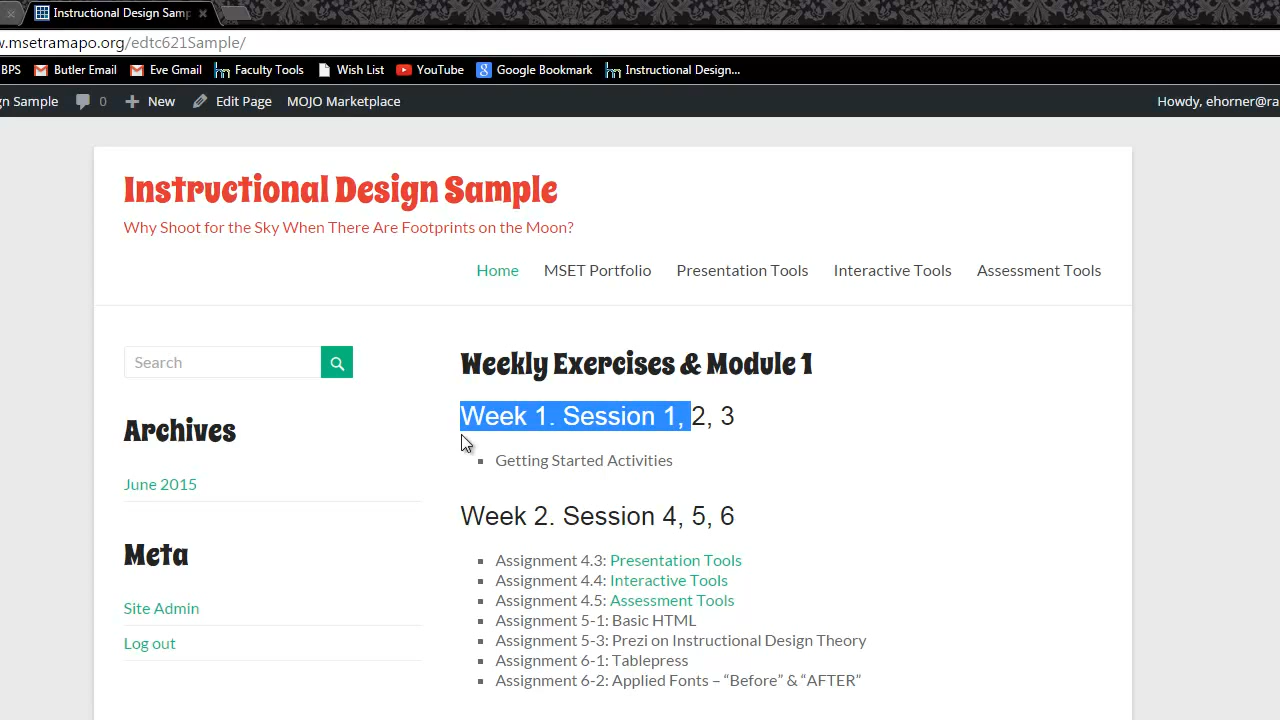 Instructional Design Samp
w.msetramapo.org/edtc621Sample/
BPS Butler Email Eve Gmail Faculty Tools Wish List YouTube Google Bookmark Instructional Design...
gn Sample 0 New Edit Page MOJO Marketplace Howdy, ehorner@ra
Instructional Design Sample
Why Shoot for the Sky When There Are Footprints on the Moon?
Home MSET Portfolio Presentation Tools Interactive Tools Assessment Tools
Search
Archives
June 2015
Meta
Site Admin
Log out
Weekly Exercises & Module 1
Week 1. Session 1, 2, 3
Getting Started Activities
Week 2. Session 4, 5, 6
Assignment 4.3: Presentation Tools
Assignment 4.4: Interactive Tools
Assignment 4.5: Assessment Tools
Assignment 5-1: Basic HTML
Assignment 5-3: Prezi on Instructional Design Theory
Assignment 6-1: Tablepress
Assignment 6-2: Applied Fonts – “Before” & “AFTER”